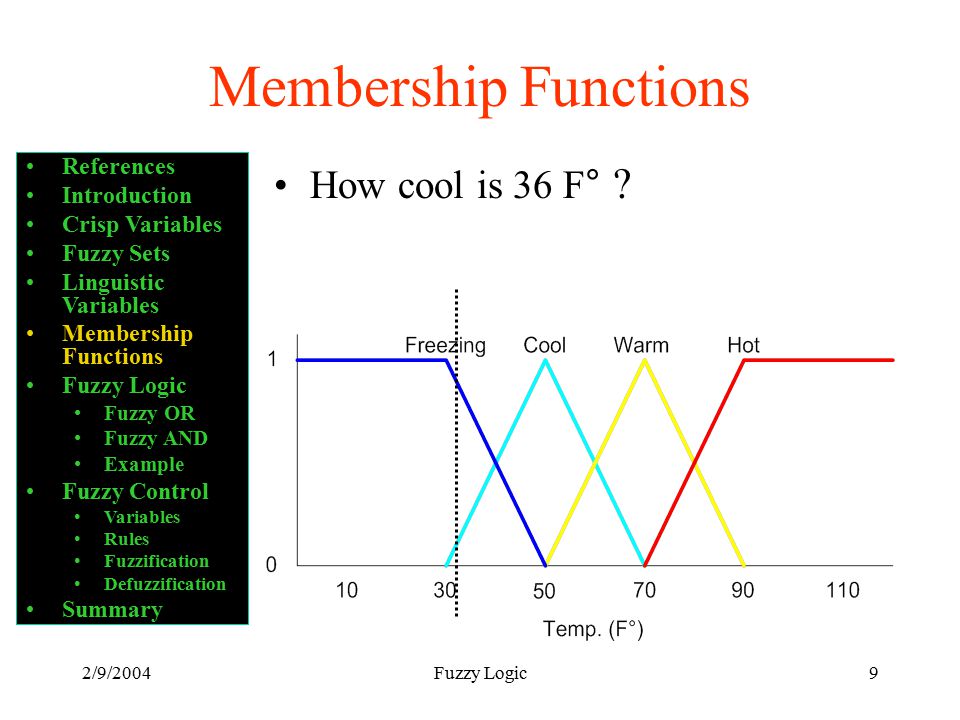 Membership Functions
• References
• Introduction
• Crisp Variables
• Fuzzy Sets
• Linguistic
Variables
• Membership
Functions
• Fuzzy Logic
• Fuzzy OR
• Fuzzy AND
• Example
• Fuzzy Control
• Variables
• Rules
• Fuzzification
• Defuzzification
• Summary
• How cool is 36 F° ?
Freezing Cool Warm Hot
1
0
10 30 50 70 90 110
Temp. (F°)
2/9/2004 Fuzzy Logic 9